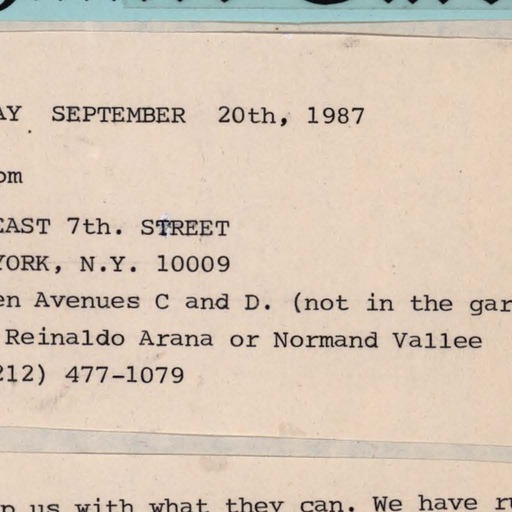 AY SEPTEMBER 20th, 1987
om
EAST 7th. STREET
YORK, N.Y. 10009
en Avenues C and D. (not in the gar
Reinaldo Arana or Normand Vallee
212) 477-1079
p us with what they can. We have ru